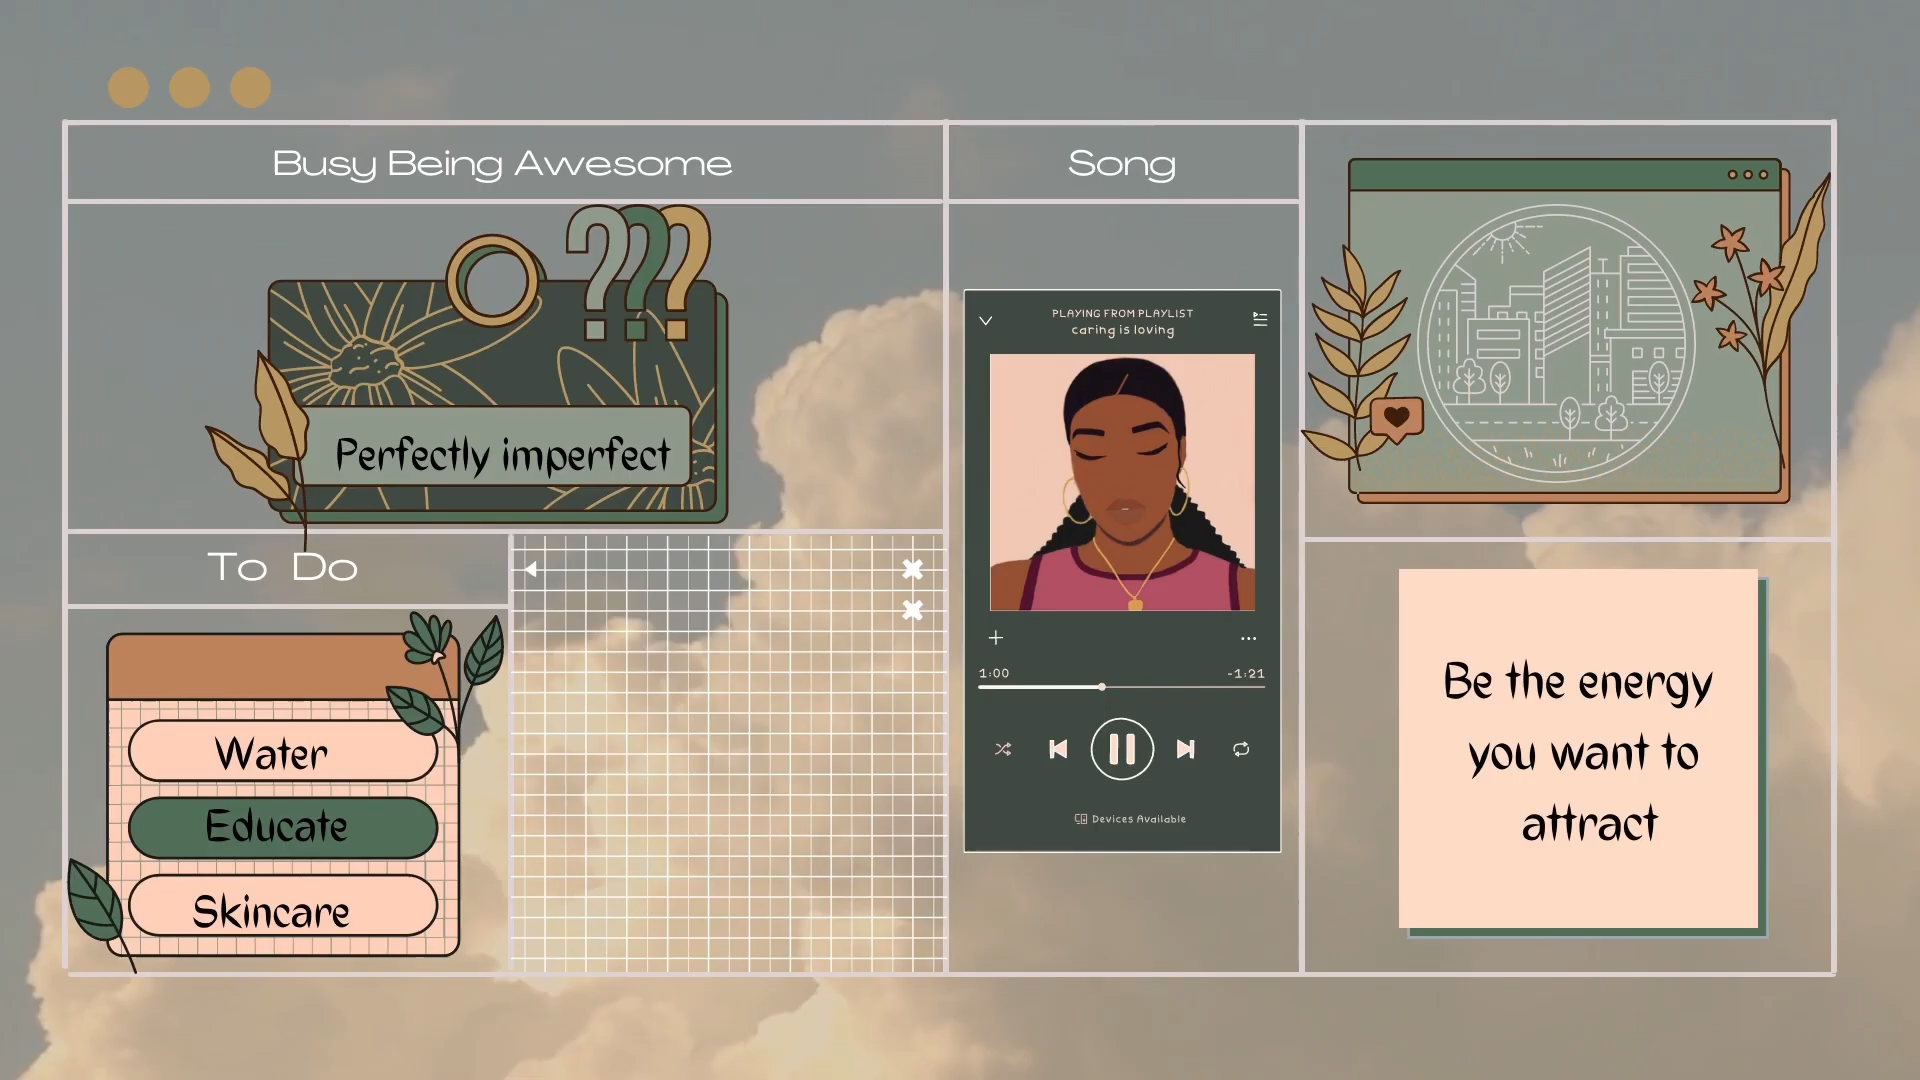 Busy Being Awesome
???
Perfectly imperfect
To Do
Water
Educate
Skincare
Song
PLAYING FROM PLAYLIST
caring is loving
1:00
-1:21
Devices Available
Be the energy
you want to
attract